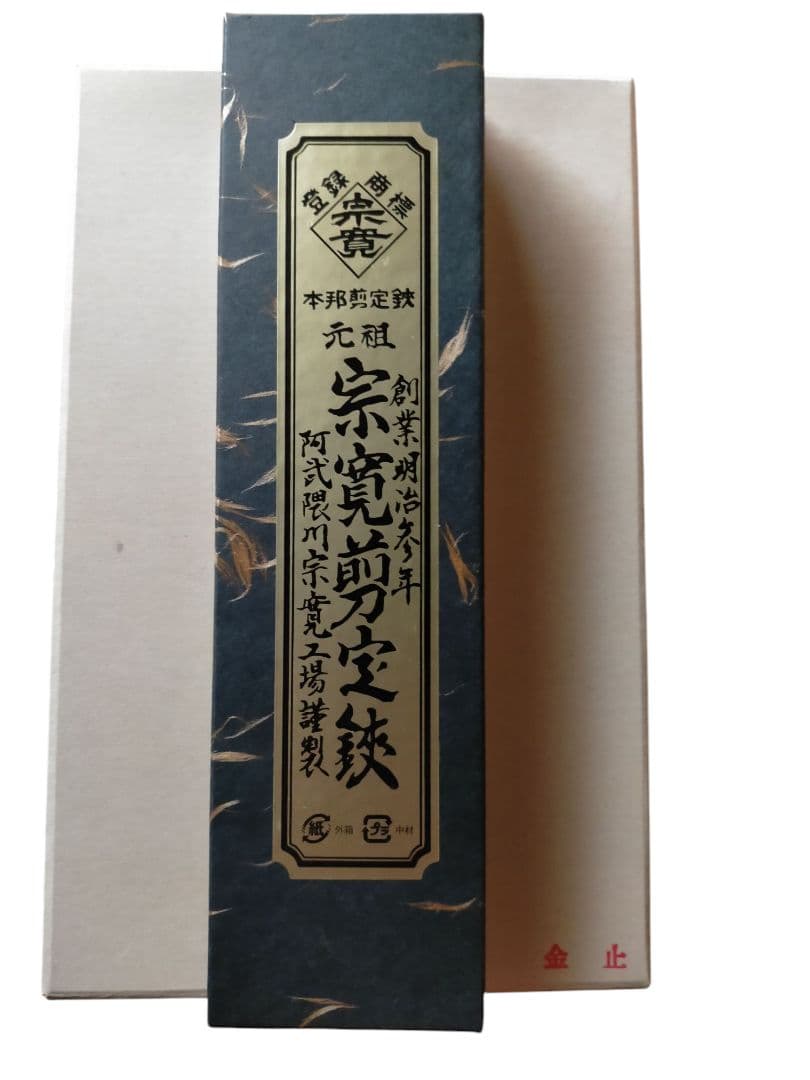 登録 商標
宗寛
本邦剪定鋏
元祖
創業明治参年
宗寛剪定鋏
阿武隈川宗寛工場謹製
紙 外箱 プラ 中材
金 止